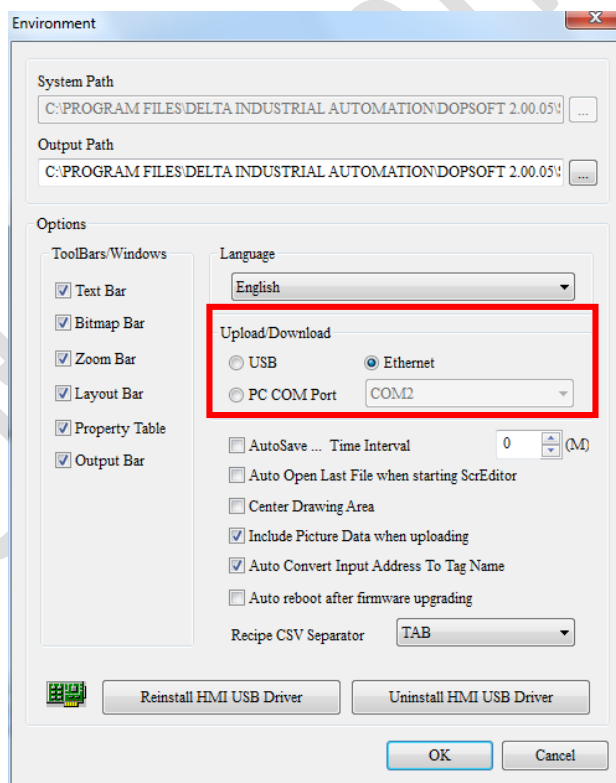 Environment
x
System Path
C:\PROGRAM FILES\DELTA INDUSTRIAL AUTOMATION\DOPSOFT 2.00.05\
...
Output Path
C:\PROGRAM FILES\DELTA INDUSTRIAL AUTOMATION\DOPSOFT 2.00.05\
...
Options
ToolBars/Windows
Text Bar
Bitmap Bar
Zoom Bar
Layout Bar
Property Table
Output Bar
Language
English
Upload/Download
USB
Ethernet
PC COM Port
COM2
AutoSave ... Time Interval
0
(M)
Auto Open Last File when starting ScrEditor
Center Drawing Area
Include Picture Data when uploading
Auto Convert Input Address To Tag Name
Auto reboot after firmware upgrading
Recipe CSV Separator
TAB
Reinstall HMI USB Driver
Uninstall HMI USB Driver
OK
Cancel